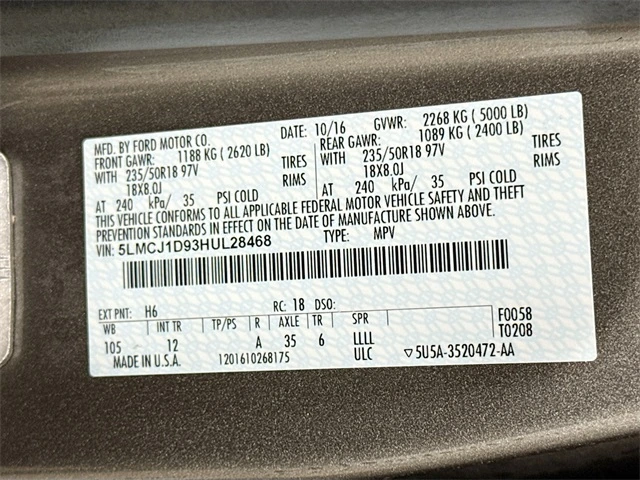 MFD. BY FORD MOTOR CO. DATE: 10/16 GVWR: 2268 KG ( 5000 LB)
FRONT GAWR: 1188 KG ( 2620 LB) REAR GAWR: 1089 KG ( 2400 LB)
WITH 235/50R18 97V TIRES WITH 235/50R18 97V TIRES
18X8.0J RIMS 18X8.0J RIMS
AT 240 kPa/ 35 PSI COLD AT 240 kPa/ 35 PSI COLD
THIS VEHICLE CONFORMS TO ALL APPLICABLE FEDERAL MOTOR VEHICLE SAFETY AND THEFT
PREVENTION STANDARDS IN EFFECT ON THE DATE OF MANUFACTURE SHOWN ABOVE.
VIN: 5LMCJ1D93HUL28468 TYPE: MPV
EXT PNT: H6 RC: 18 DSO:
WB INT TR TP/PS R AXLE TR SPR F0058
105 12 A 35 6 LLLL T0208
MADE IN U.S.A. 1201610268175 ULC ▽5U5A-3520472-AA